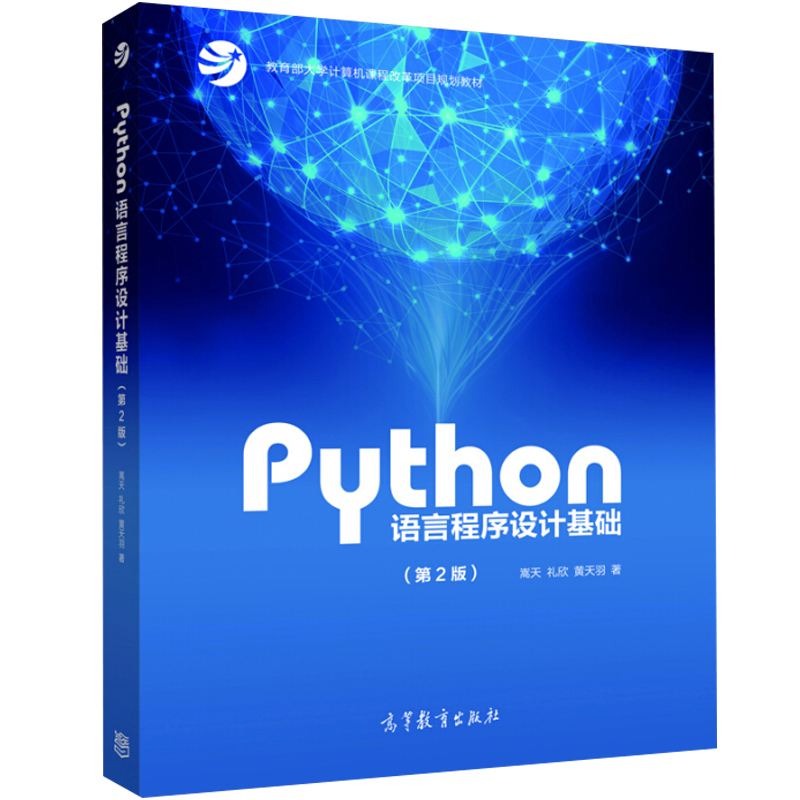 Python语言程序设计基础(第2版) 嵩天 礼欣 黄天羽 著
教育部大学计算机课程改革项目规划教材
Python
语言程序设计基础
(第2版) 嵩天 礼欣 黄天羽 著
高等教育出版社